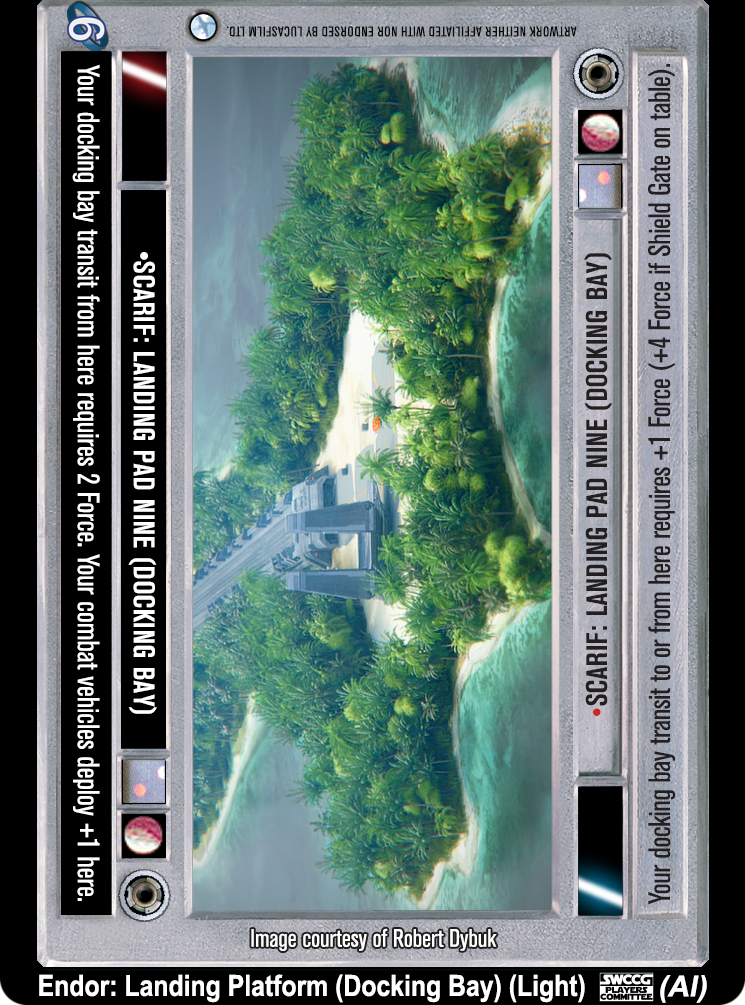 6
Your docking bay transit from here requires 2 Force. Your combat vehicles deploy +1 here.
•SCARIF: LANDING PAD NINE (DOCKING BAY)
ARTWORK NEITHER AFFILIATED WITH NOR ENDORSED BY LUCASFILM LTD.
•SCARIF: LANDING PAD NINE (DOCKING BAY)
Your docking bay transit to or from here requires +1 Force (+4 Force if Shield Gate on table).
Image courtesy of Robert Dybuk
Endor: Landing Platform (Docking Bay) (Light) SWCCG PLAYERS COMMITTEE (AI)